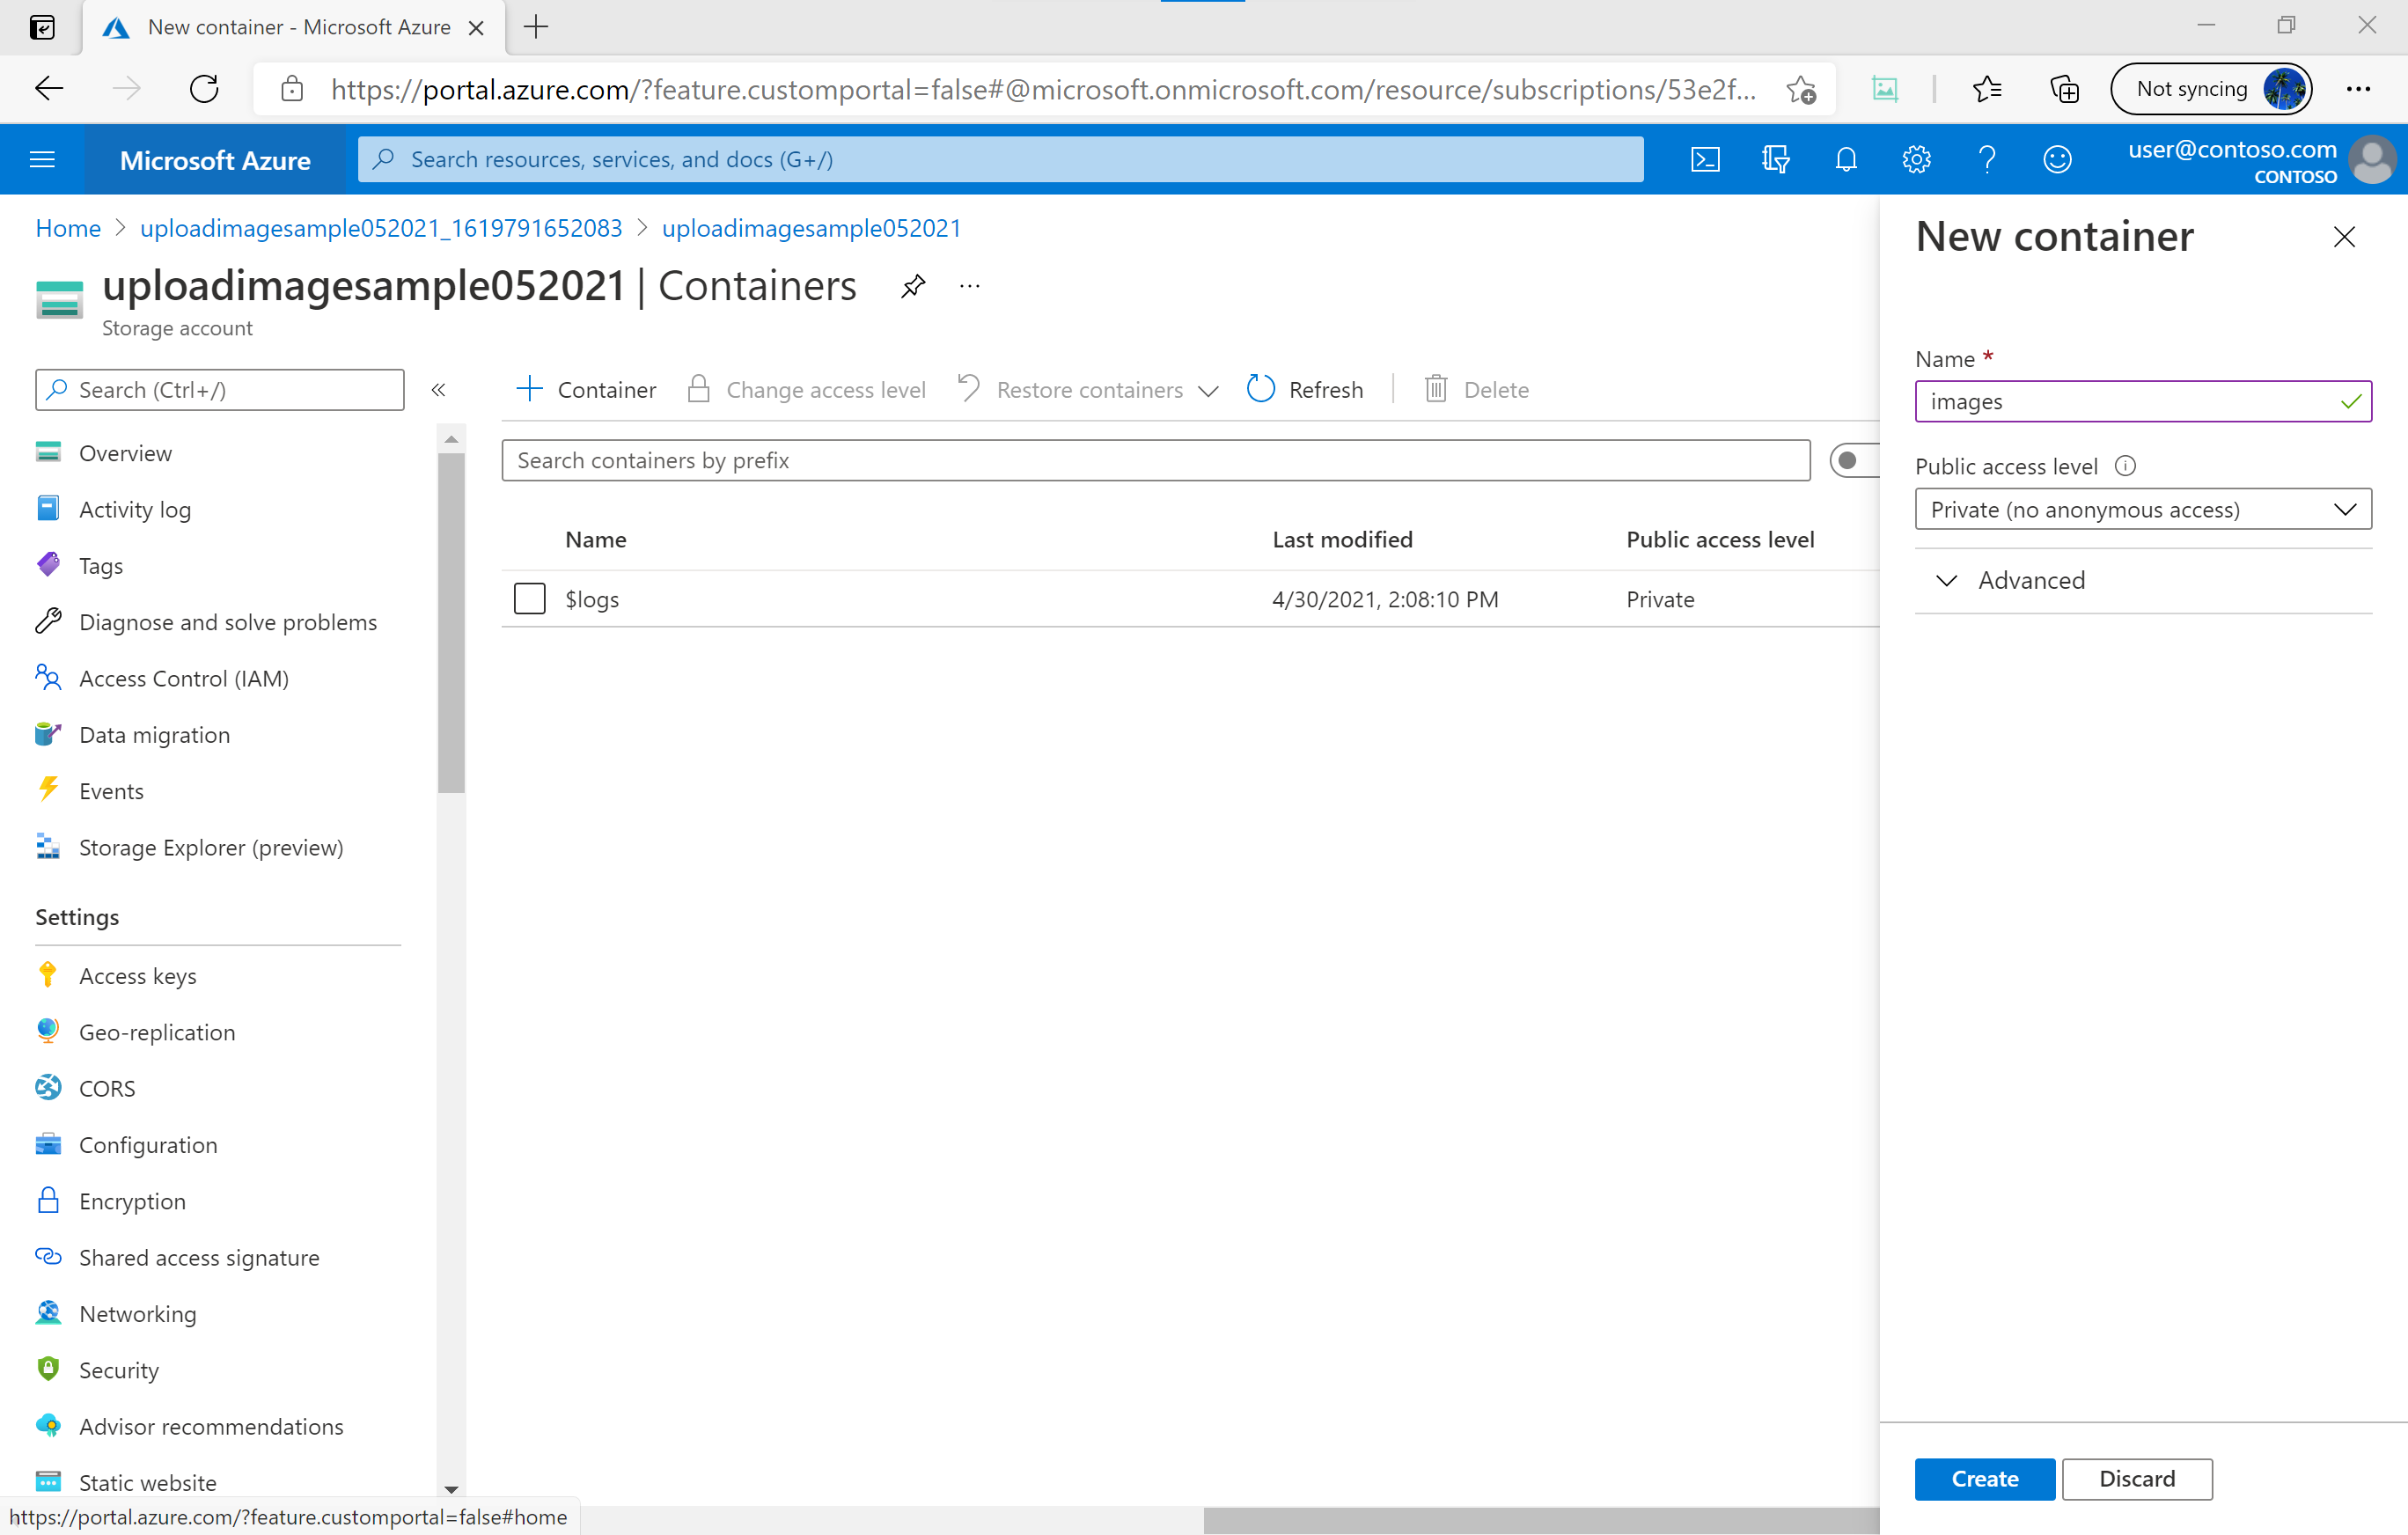 New container - Microsoft Azure
https://portal.azure.com/?feature.customportal=false#@microsoft.onmicrosoft.com/resource/subscriptions/53e2f...
Not syncing
Microsoft Azure
Search resources, services, and docs (G+/)
user@contoso.com
CONTOSO
Home > uploadimagesample052021_1619791652083 > uploadimagesample052021
uploadimagesample052021 | Containers
Storage account
Search (Ctrl+/)
Overview
Activity log
Tags
Diagnose and solve problems
Access Control (IAM)
Data migration
Events
Storage Explorer (preview)
Settings
Access keys
Geo-replication
CORS
Configuration
Encryption
Shared access signature
Networking
Security
Advisor recommendations
Static website
Container Change access level Restore containers Refresh Delete
Search containers by prefix
Name Last modified Public access level
$logs 4/30/2021, 2:08:10 PM Private
New container
Name *
images
Public access level
Private (no anonymous access)
Advanced
Create Discard
https://portal.azure.com/?feature.customportal=false#home